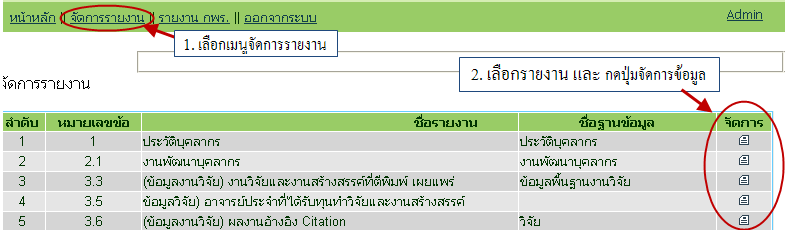 หน้าหลัก || จัดการรายงาน || รายงาน กพร. || ออกจากระบบ
Admin
1. เลือกเมนูจัดการรายงาน
จัดการรายงาน
2. เลือกรายงาน และ กดปุ่มจัดการข้อมูล
ลำดับ หมายเลขข้อ ชื่อรายงาน ชื่อฐานข้อมูล จัดการ
1 1 ประวัติบุคลากร ประวัติบุคลากร
2 2.1 งานพัฒนาบุคลากร งานพัฒนาบุคลากร
3 3.3 (ข้อมูลงานวิจัย) งานวิจัยและงานสร้างสรรค์ที่ตีพิมพ์ เผยแพร่ ข้อมูลพื้นฐานงานวิจัย
4 3.5 ข้อมูลวิจัย) อาจารย์ประจำที่ได้รับทุนทำวิจัยและงานสร้างสรรค์
5 3.6 (ข้อมูลงานวิจัย) ผลงานอ้างอิง Citation วิจัย